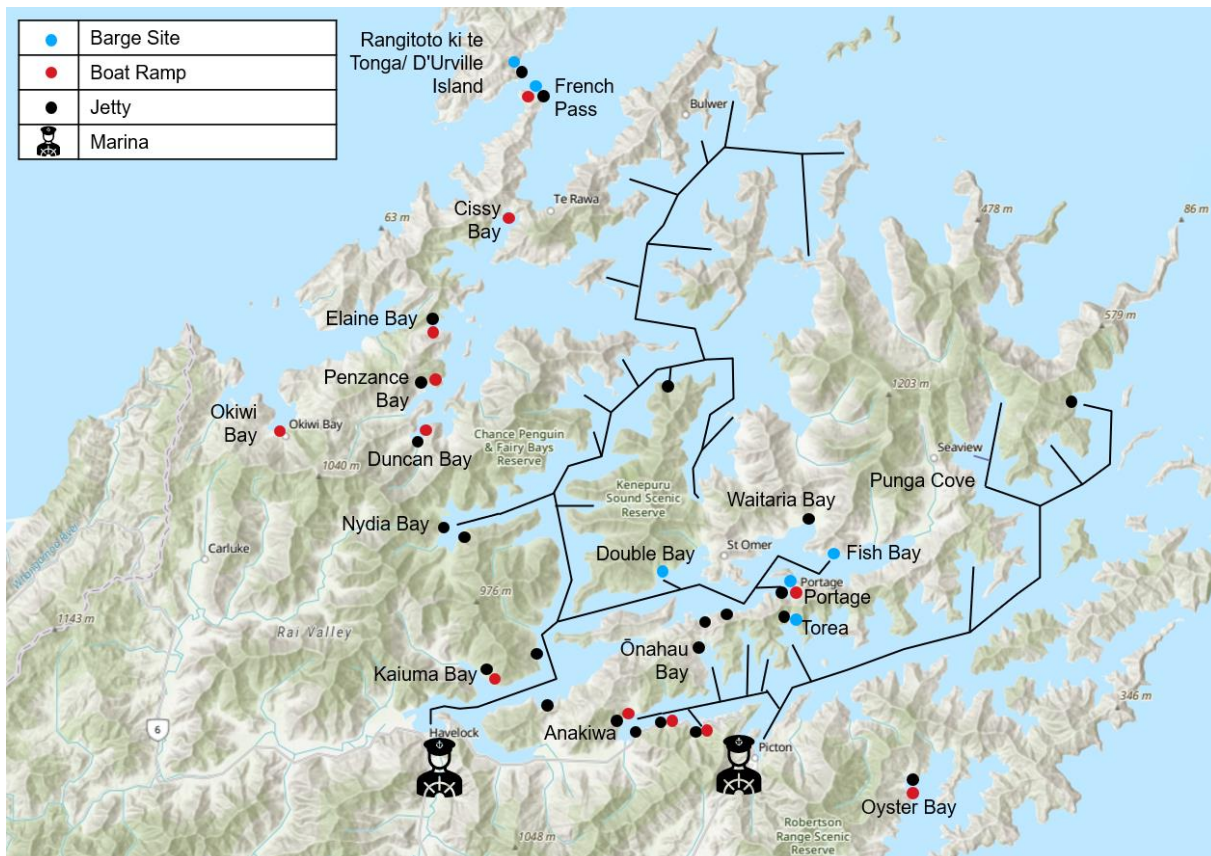 Barge Site
Boat Ramp
Jetty
Marina
Rangitoto ki te
Tonga/ D'Urville
Island
French
Pass
Bulwer
Cissy
Bay
Te Rawa
63 m
478 m
86 m
Elaine Bay
579 m
Penzance
Bay
1203 m
Okiwi
Bay
Okiwi Bay
Chance Penguin
& Fairy Bays
Reserve
Duncan Bay
1040 m
Seaview
Punga Cove
Kenepuru
Sound Scenic
Reserve
Waitaria Bay
Nydia Bay
Carluke
Double Bay
St Omer
Fish Bay
976 m
Portage
Portage
1143 m
Rai Valley
Torea
Ōnahau
Bay
Kaiuma Bay
346 m
6
Havelock
Anakiwa
Picton
Oyster Bay
1048 m
Robertson
Range Scenic
Reserve